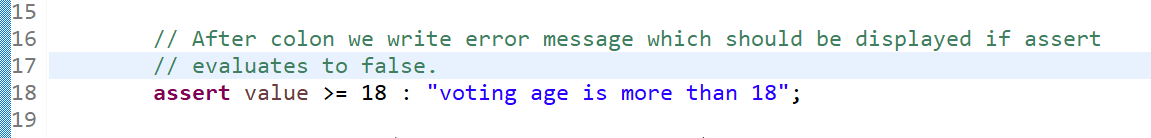 15
16 // After colon we write error message which should be displayed if assert
17 // evaluates to false.
18 assert value >= 18 : "voting age is more than 18";
19